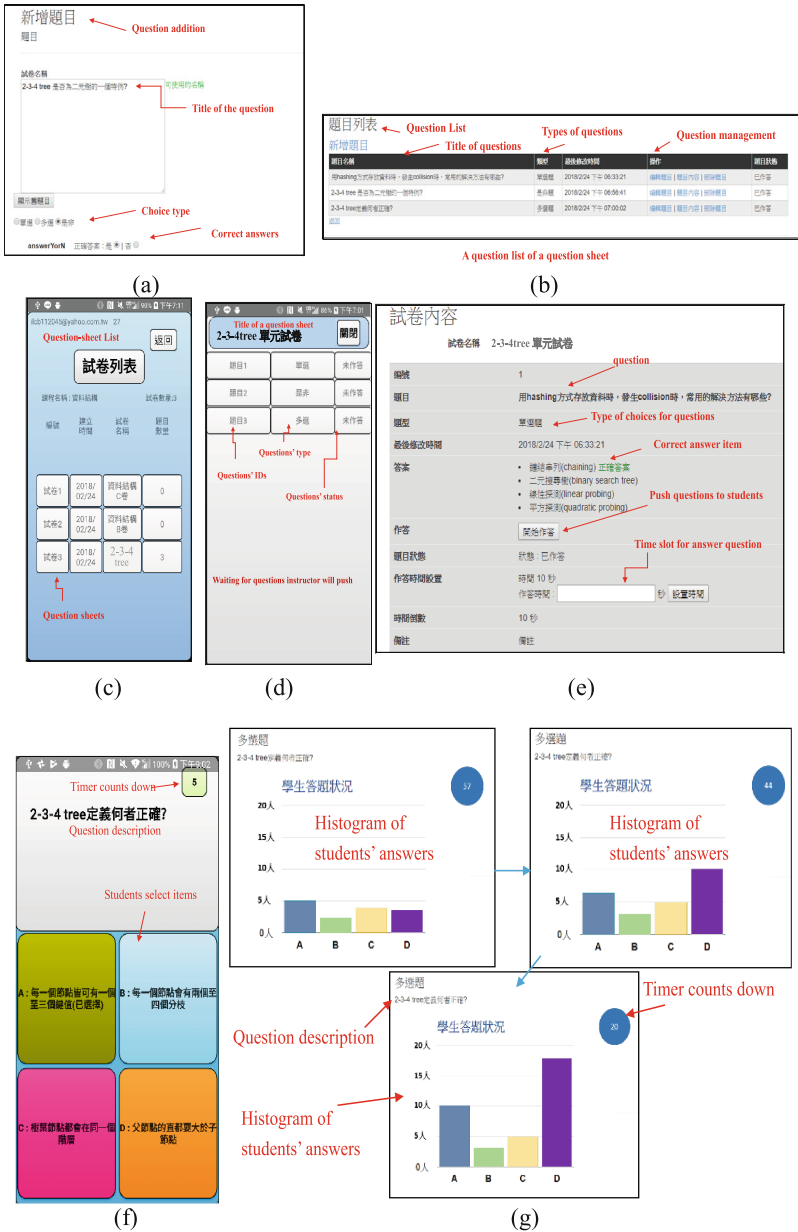 新增題目
Question addition
題目
試卷名稱
2-3-4 tree 是否為二元樹的一個特例?
可使用的名稱
Title of the question
顯示舊題目
單選 多選 是非
Choice type
Correct answers
answerYorN 正確答案 : 是 | 否
(a)
題目列表
Question List
Types of questions
Question management
新增題目
Title of questions
題目名稱 類型 最後修改時間 操作 題目狀態
用hashing方式存放資料時，發生collision時，常用的解決方法有哪些? 單選題 2018/2/24 下午 06:33:21 編輯題目 | 題目內容 | 刪除題目 已作答
2-3-4 tree 是否為二元樹的一個特例? 是非題 2018/2/24 下午 06:56:41 編輯題目 | 題目內容 | 刪除題目 已作答
2-3-4 tree定義何者正確? 多選題 2018/2/24 下午 07:00:02 編輯題目 | 題目內容 | 刪除題目 已作答
返回
A question list of a question sheet
(b)
90% 下午7:31
ilcb112045@yahoo.com.tw 27
Question-sheet List
返回
試卷列表
課程名稱 : 資料結構 試卷數量:3
編號 建立時間 試卷名稱 題目數量
試卷1 2018/02/24 資料結構C卷 0
試卷2 2018/02/24 資料結構B卷 0
試卷3 2018/02/24 2-3-4 tree 3
Question sheets
(c)
86% 下午7:01
Title of a question sheet
2-3-4tree 單元試卷
關閉
題目1 單選 未作答
題目2 是非 未作答
題目3 多選 未作答
Questions' type
Questions' IDs
Questions' status
Waiting for questions instructor will push
(d)
試卷內容
試卷名稱 2-3-4tree 單元試卷
question
編號 1
題目 用hashing方式存放資料時，發生collision時，常用的解決方法有哪些?
Type of choices for questions
題型 單選題
最後修改時間 2018/2/24 下午 06:33:21
Correct answer item
答案
• 鏈結串列(chaining) 正確答案
• 二元搜尋樹(binary search tree)
• 線性探測(linear probing)
• 平方探測(quadratic probing)
Push questions to students
作答 開始作答
Time slot for answer question
題目狀態 狀態 : 已作答
作答時間設置 時間 10 秒
作答時間 : 秒 設置時間
時間倒數 10 秒
備註 備註
(e)
100% 下午9:02
Timer counts down
5
2-3-4 tree定義何者正確?
Question description
Students select items
A : 每一個節點皆可有一個至三個鍵值(已選擇)
B : 每一個節點會有兩個至四個分枝
C : 樹葉節點都會在同一個階層
D : 父節點的直都要大於子節點
(f)
多選題
2-3-4 tree定義何者正確?
學生答題狀況
57
20人
Histogram of
students' answers
15人
10人
5人
0人
A B C D
多選題
2-3-4 tree定義何者正確?
學生答題狀況
44
20人
Histogram of
students' answers
15人
10人
5人
0人
A B C D
多選題
2-3-4 tree定義何者正確?
Timer counts down
學生答題狀況
20
Question description
20人
15人
10人
5人
0人
Histogram of
students' answers
A B C D
(g)